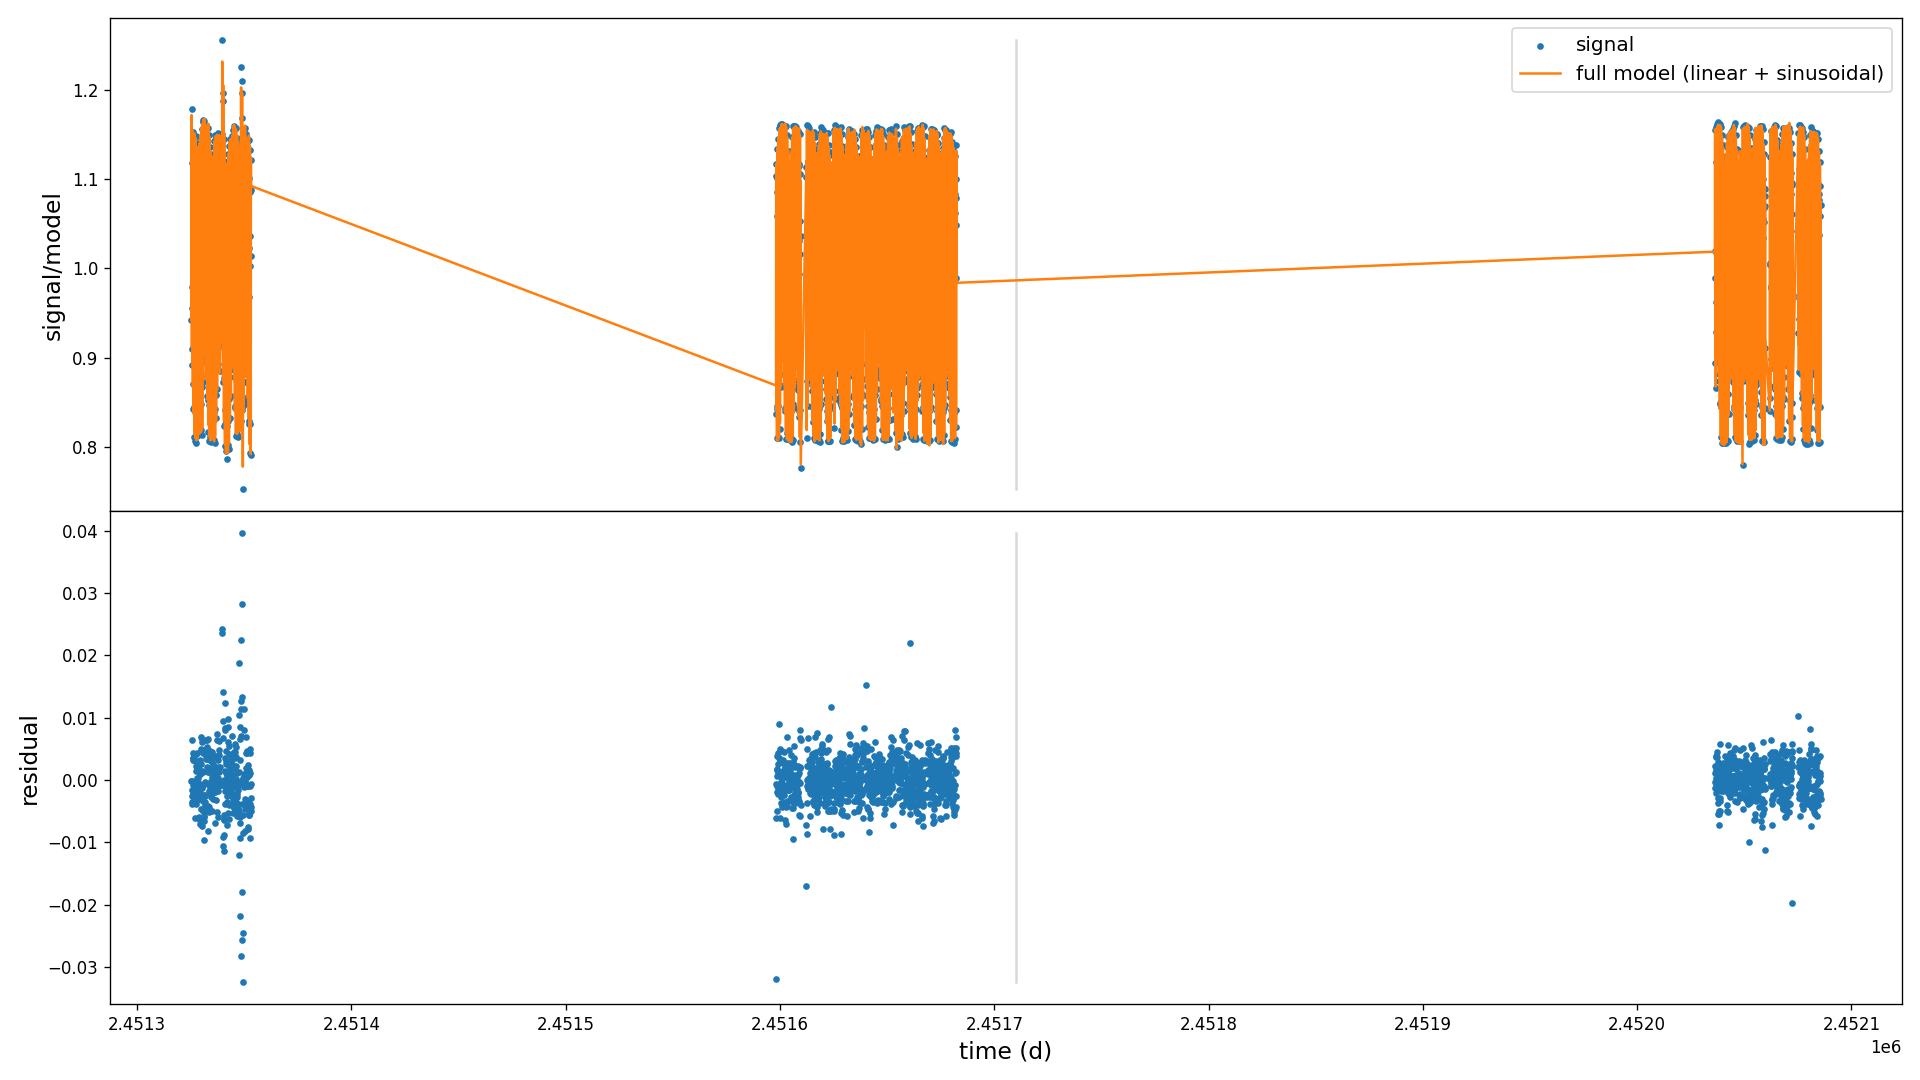 signal
full model (linear + sinusoidal)
signal/model
1.2
1.1
1.0
0.9
0.8
residual
0.04
0.03
0.02
0.01
0.00
−0.01
−0.02
−0.03
2.4513 2.4514 2.4515 2.4516 2.4517 2.4518 2.4519 2.4520 2.4521
1e6
time (d)